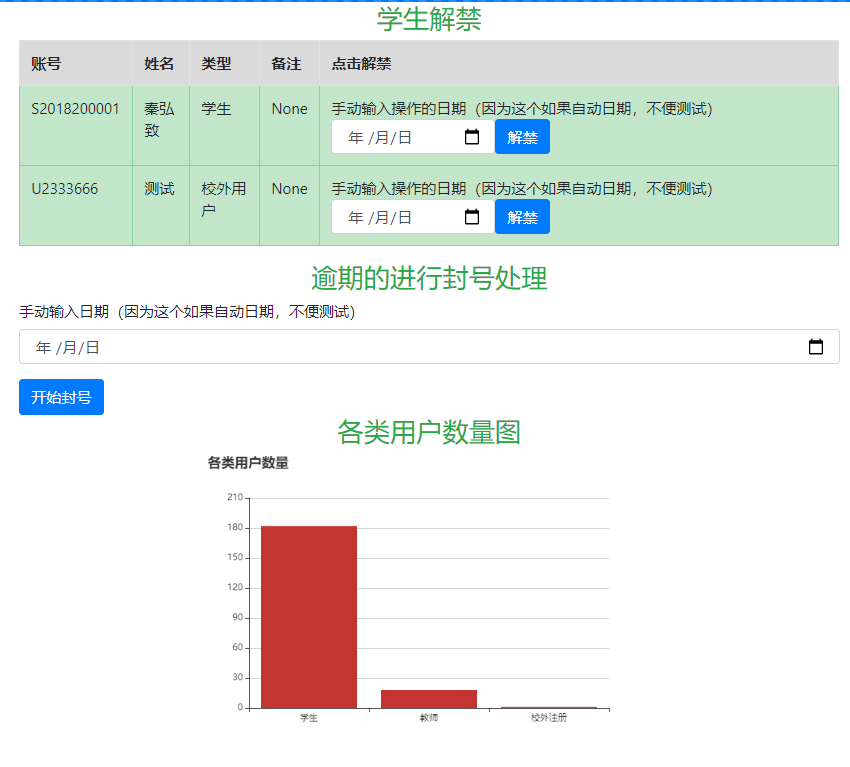 学生解禁
账号 姓名 类型 备注 点击解禁
S2018200001 秦弘致 学生 None 手动输入操作的日期（因为这个如果自动日期，不便测试）
年 /月/日 解禁
U2333666 测试 校外用户 None 手动输入操作的日期（因为这个如果自动日期，不便测试）
年 /月/日 解禁
逾期的进行封号处理
手动输入日期（因为这个如果自动日期，不便测试）
年 /月/日
开始封号
各类用户数量图
各类用户数量
210
180
150
120
90
60
30
0
学生 教师 校外注册